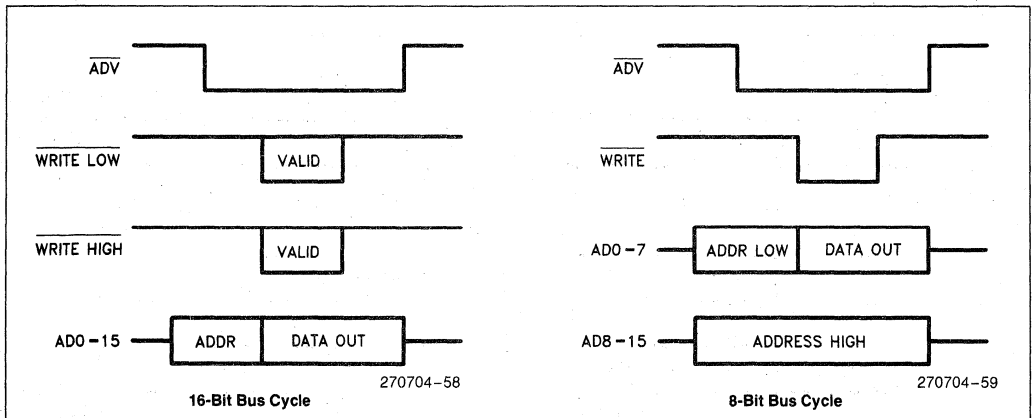 ADV
WRITE LOW
VALID
WRITE HIGH
VALID
AD0-15
ADDR
DATA OUT
270704-58
16-Bit Bus Cycle
ADV
WRITE
AD0-7
ADDR LOW
DATA OUT
AD8-15
ADDRESS HIGH
270704-59
8-Bit Bus Cycle